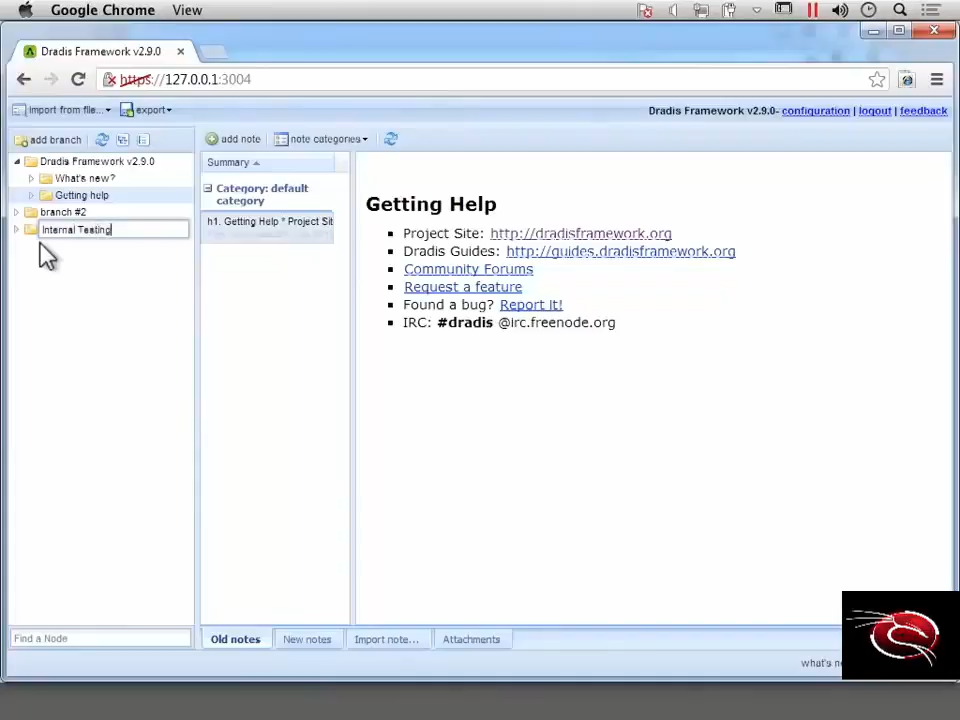 Google Chrome View
Dradis Framework v2.9.0
https://127.0.0.1:3004
import from file... export
Dradis Framework v2.9.0- configuration | logout | feedback
add branch
add note note categories
Dradis Framework v2.9.0
What's new?
Getting help
branch #2
Internal Testing
Find a Node
Summary
Category: default
category
h1. Getting Help * Project Sit
Getting Help
Project Site: http://dradisframework.org
Dradis Guides: http://guides.dradisframework.org
Community Forums
Request a feature
Found a bug? Report it!
IRC: #dradis @irc.freenode.org
Old notes New notes Import note... Attachments
what's ne